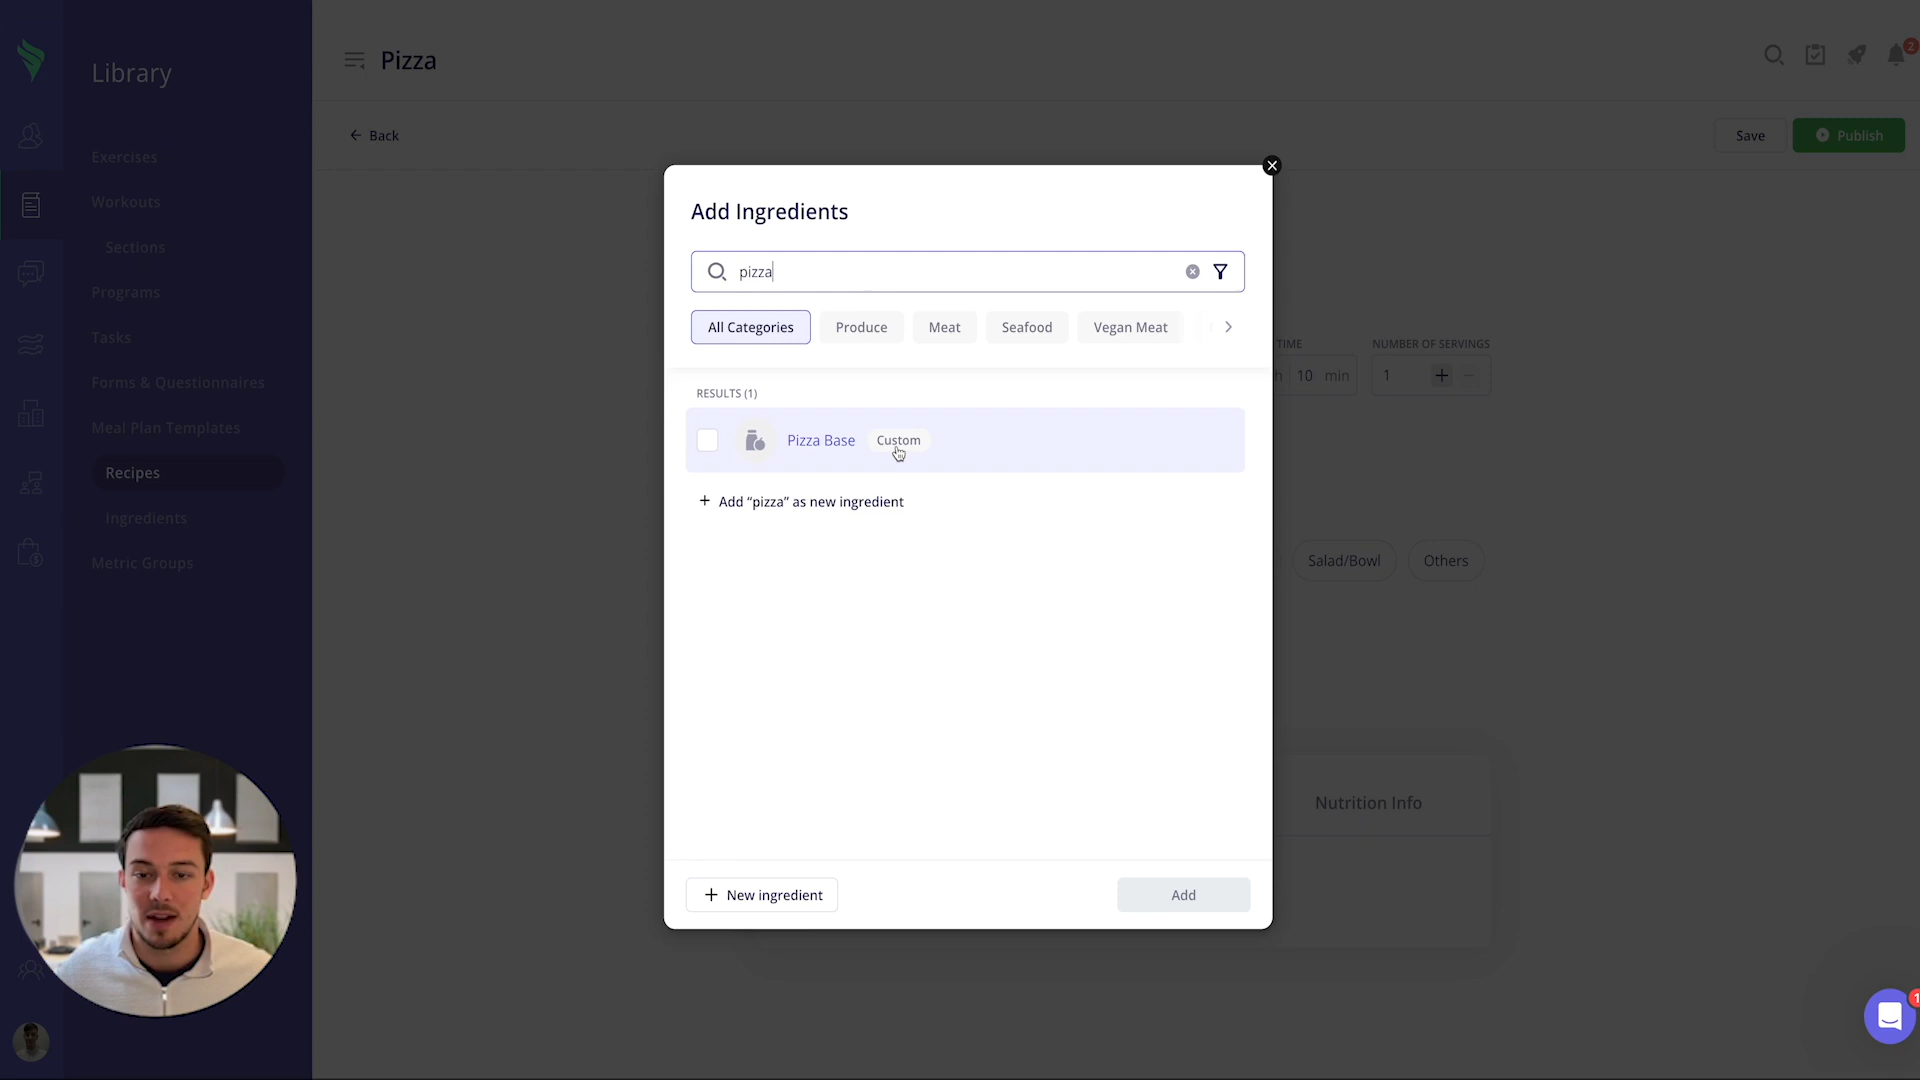 Library
Exercises
Workouts
Sections
Programs
Tasks
Forms & Questionnaires
Meal Plan Templates
Recipes
Ingredients
Metric Groups
Pizza
2
Back
Save
Publish
Add Ingredients
pizza
All Categories
Produce
Meat
Seafood
Vegan Meat
RESULTS (1)
Pizza Base
Custom
+ Add “pizza” as new ingredient
+ New ingredient
Add
TIME
NUMBER OF SERVINGS
h 10 min
1
Salad/Bowl
Others
Nutrition Info
1